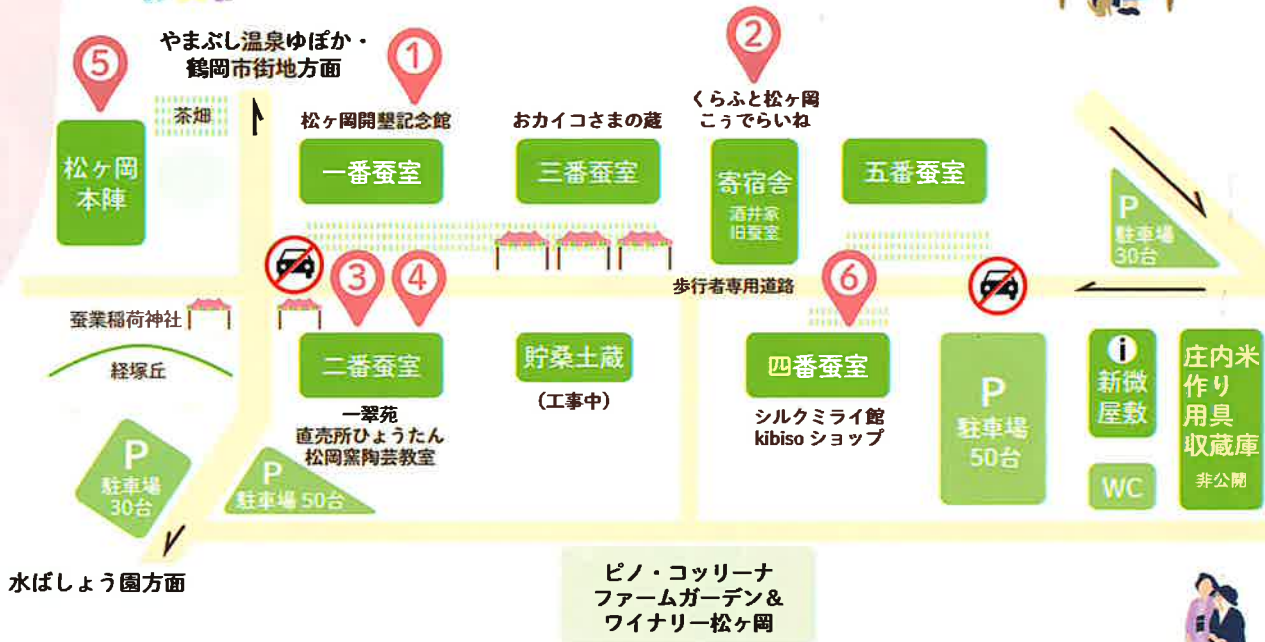 やまぶし温泉ゆぽか・
鶴岡市街地方面
⑤
①
②
茶畑
松ヶ岡開墾記念館
おカイコさまの蔵
くらふと松ヶ岡
こぅでらいね
松ヶ岡
本陣
一番蚕室
三番蚕室
寄宿舎
酒井家
旧蚕室
五番蚕室
P
駐車場
30台
③
④
⑥
歩行者専用道路
蚕業稲荷神社
経塚丘
二番蚕室
貯桑土蔵
(工事中)
四番蚕室
P
駐車場
50台
i
新微
屋敷
庄内米
作り
用具
収蔵庫
非公開
一翠苑
直売所ひょうたん
松岡窯陶芸教室
シルクミライ館
kibiso ショップ
WC
P
駐車場
30台
P
駐車場 50台
水ばしょう園方面
ピノ・コッリーナ
ファームガーデン&
ワイナリー松ヶ岡